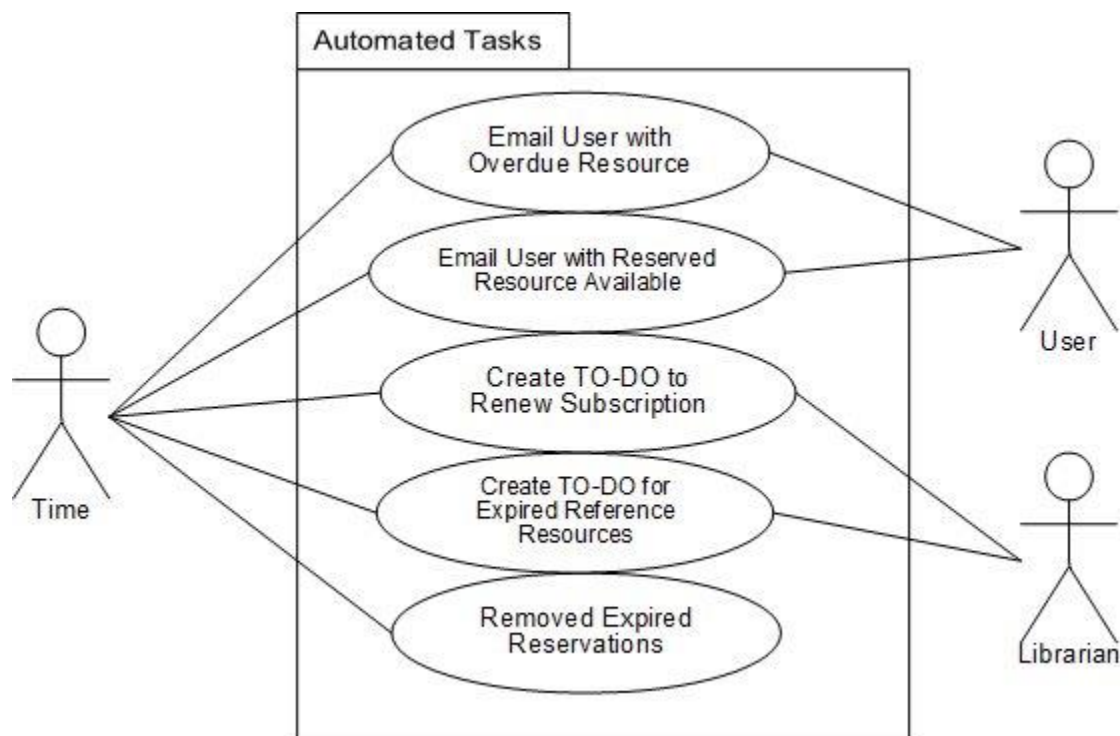 Automated Tasks
Email User with
Overdue Resource
Email User with Reserved
Resource Available
User
Create TO-DO to
Renew Subscription
Create TO-DO for
Expired Reference
Resources
Time
Removed Expired
Reservations
Librarian